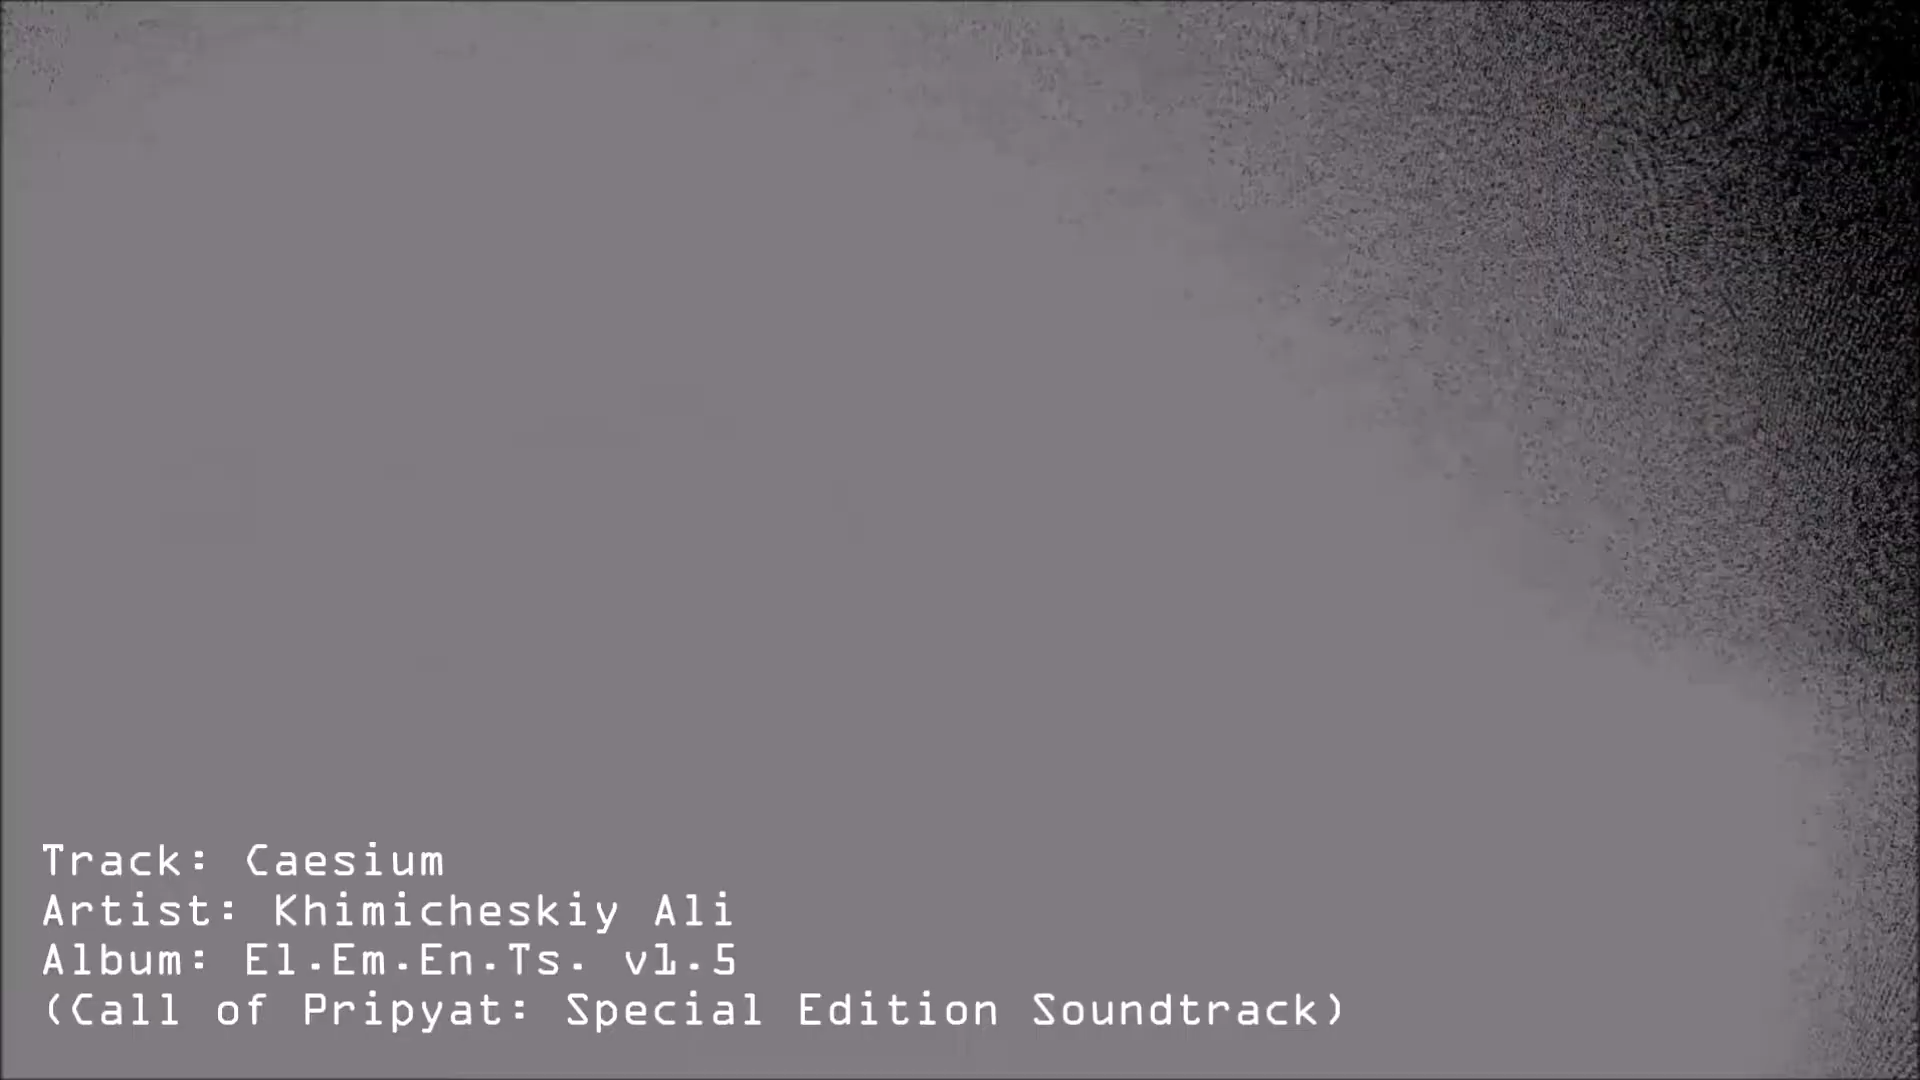 Track: Caesium
Artist: Khimicheskiy Ali
Album: El.Em.En.Ts. v1.5
(Call of Pripyat: Special Edition Soundtrack)